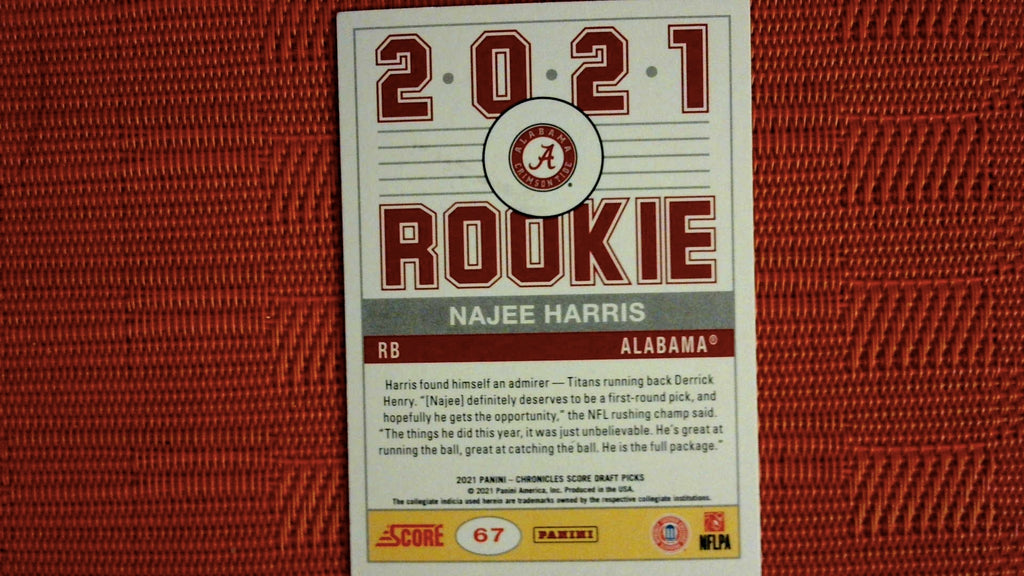 2·0·2·1
ALABAMA
A
CRIMSON TIDE
ROOKIE
NAJEE HARRIS
RB ALABAMA®
Harris found himself an admirer — Titans running back Derrick
Henry. "[Najee] definitely deserves to be a first-round pick, and
hopefully he gets the opportunity," the NFL rushing champ said.
"The things he did this year, it was just unbelievable. He's great at
running the ball, great at catching the ball. He is the full package."
2021 PANINI – CHRONICLES SCORE DRAFT PICKS
© 2021 Panini America, Inc. Produced in the USA.
The collegiate indicia used herein are trademarks owned by the respective collegiate institutions.
SCORE 67 PANINI NFLPA